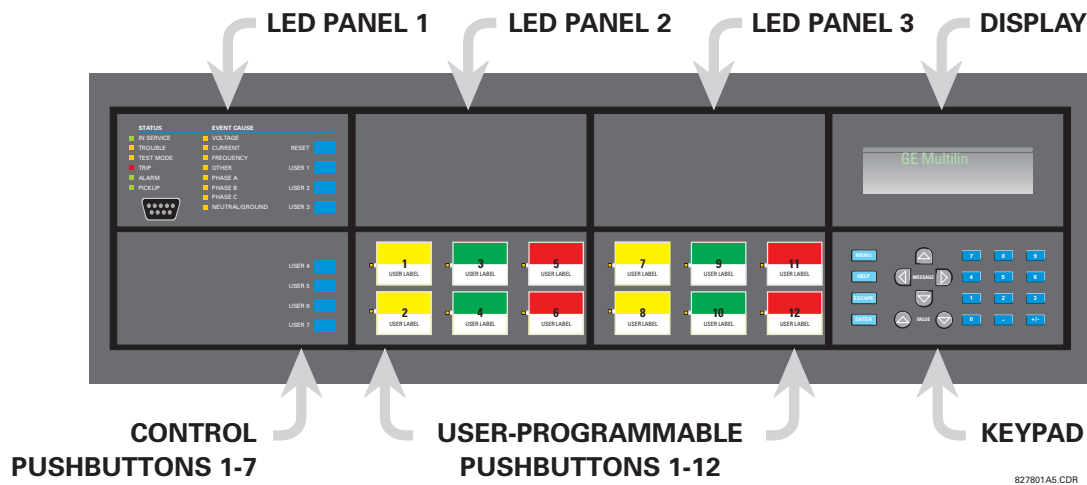 LED PANEL 1
LED PANEL 2
LED PANEL 3
DISPLAY
STATUS
IN SERVICE
TROUBLE
TEST MODE
TRIP
ALARM
PICKUP
EVENT CAUSE
VOLTAGE
CURRENT
FREQUENCY
OTHER
PHASE A
PHASE B
PHASE C
NEUTRAL/GROUND
RESET
USER 1
USER 2
USER 3
GE Multilin
USER 4
USER 5
USER 6
USER 7
1
USER LABEL
3
USER LABEL
5
USER LABEL
2
USER LABEL
4
USER LABEL
6
USER LABEL
7
USER LABEL
9
USER LABEL
11
USER LABEL
8
USER LABEL
10
USER LABEL
12
USER LABEL
MENU
HELP
ESCAPE
ENTER
MESSAGE
VALUE
7 8 9
4 5 6
1 2 3
0 . +/-
CONTROL
PUSHBUTTONS 1-7
USER-PROGRAMMABLE
PUSHBUTTONS 1-12
KEYPAD
827801A5.CDR